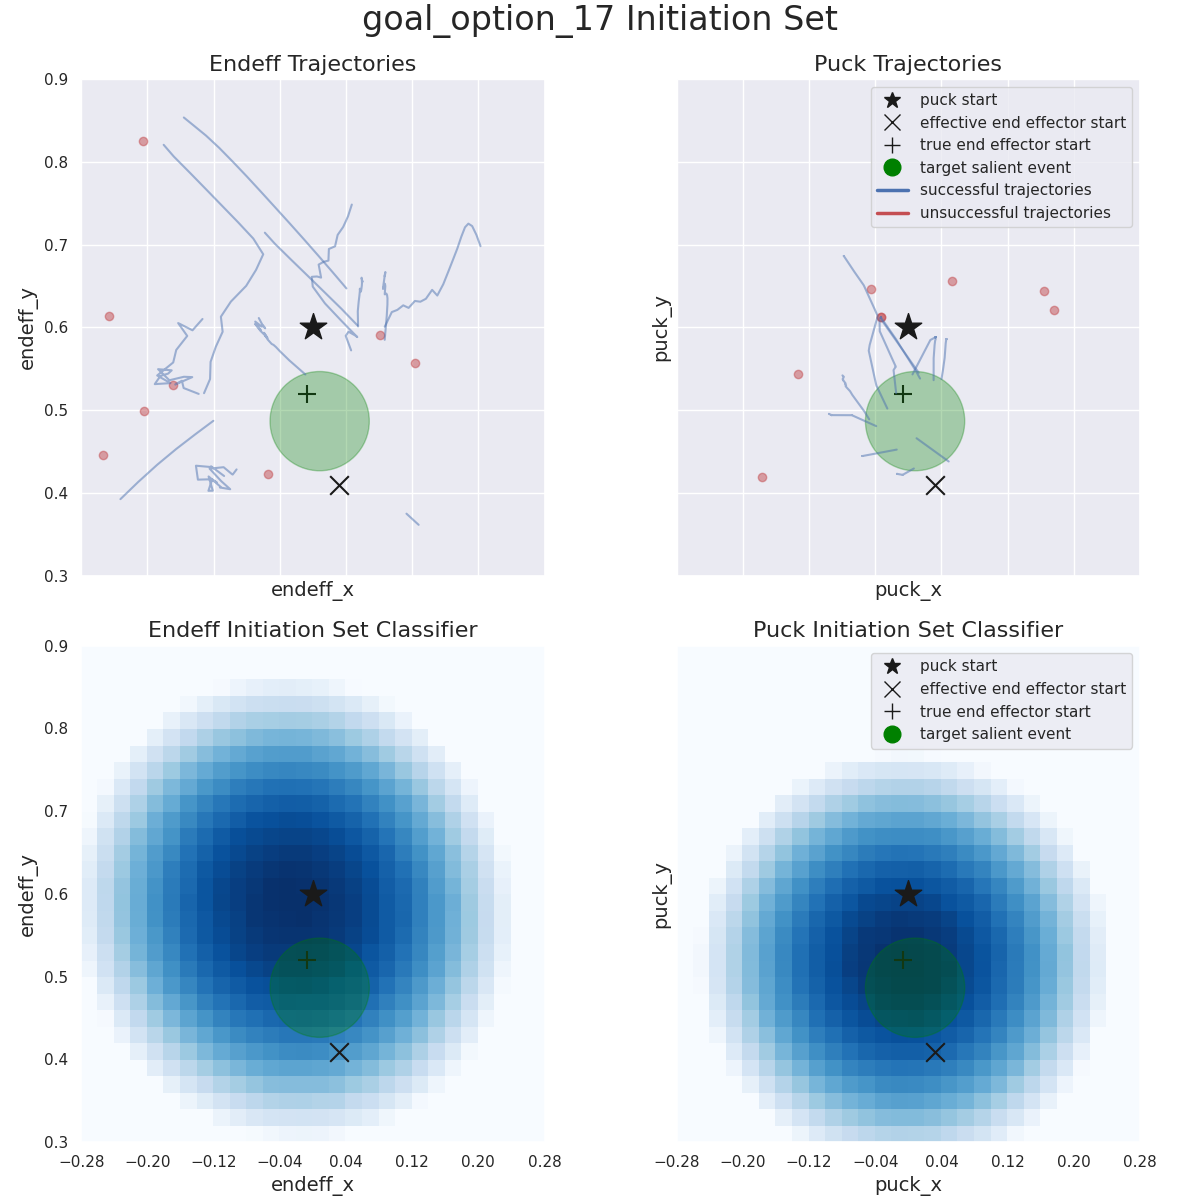 goal_option_17 Initiation Set
Endeff Trajectories
Puck Trajectories
0.9
0.8
0.7
0.6
0.5
0.4
0.3
endeff_y
endeff_x
puck_y
puck_x
puck start
effective end effector start
true end effector start
target salient event
successful trajectories
unsuccessful trajectories
Endeff Initiation Set Classifier
Puck Initiation Set Classifier
0.9
0.8
0.7
0.6
0.5
0.4
0.3
endeff_y
−0.28 −0.20 −0.12 −0.04 0.04 0.12 0.20 0.28
endeff_x
puck_y
puck start
effective end effector start
true end effector start
target salient event
−0.28 −0.20 −0.12 −0.04 0.04 0.12 0.20 0.28
puck_x